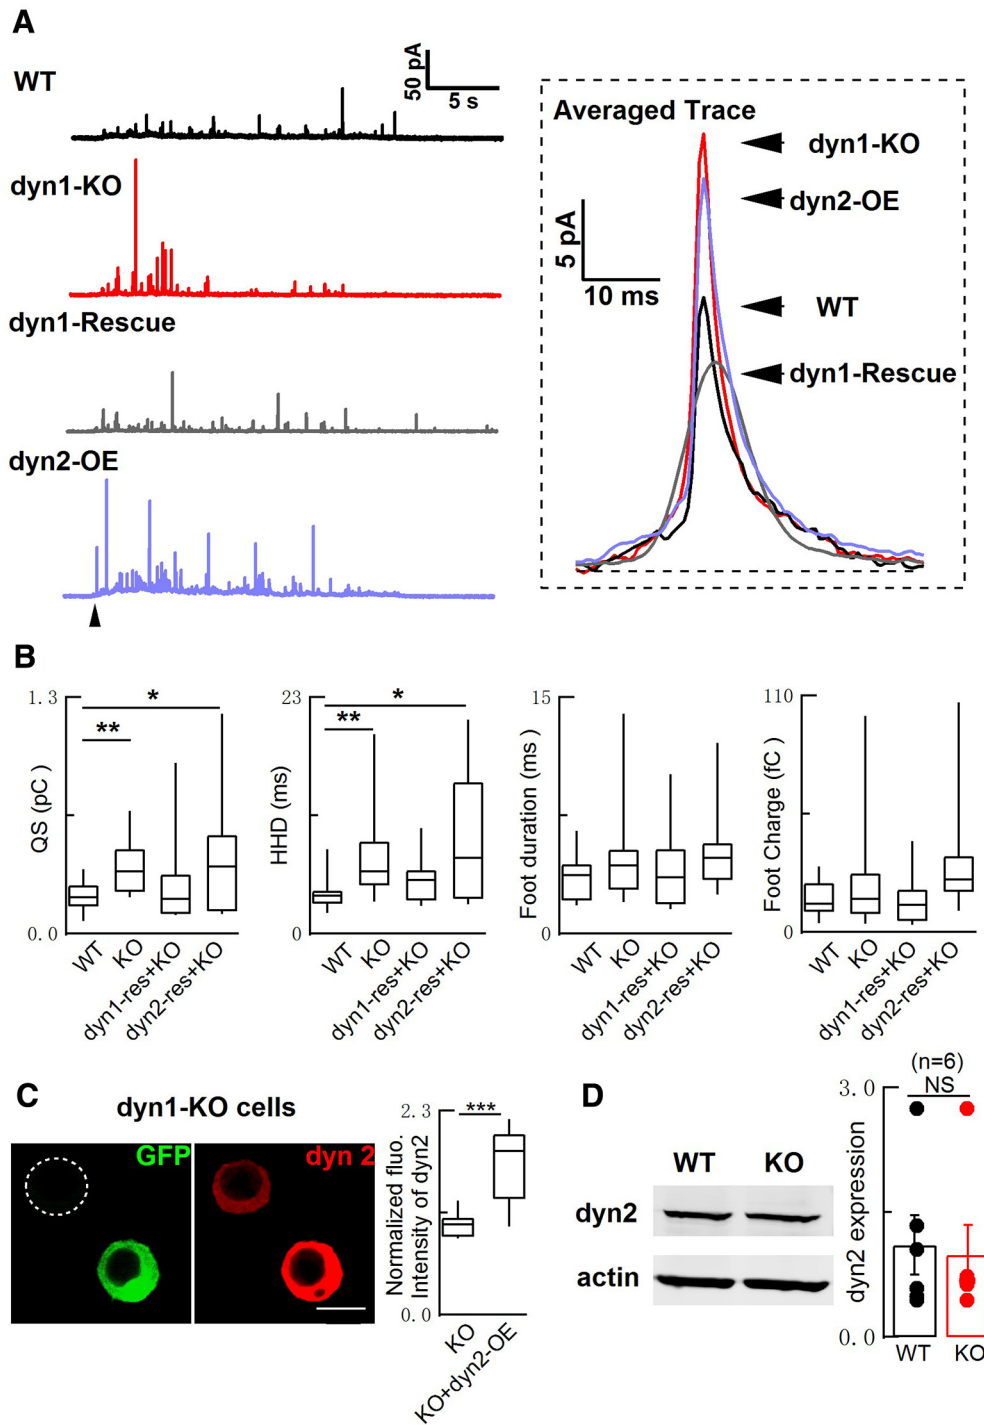 A
WT
50 pA
5 s
dyn1-KO
dyn1-Rescue
dyn2-OE
Averaged Trace
5 pA
10 ms
dyn1-KO
dyn2-OE
WT
dyn1-Rescue
B
QS (pC)
1.3
0.0
*
**
WT
KO
dyn1-res+KO
dyn2-res+KO
HHD (ms)
23
0
*
**
WT
KO
dyn1-res+KO
dyn2-res+KO
Foot duration (ms )
15
0
WT
KO
dyn1-res+KO
dyn2-res+KO
Foot Charge (fC )
110
0
WT
KO
dyn1-res+KO
dyn2-res+KO
C
dyn1-KO cells
GFP
dyn 2
Normalized fluo.
Intensity of dyn2
2.3
0.0
***
KO
KO+dyn2-OE
D
WT KO
dyn2
actin
dyn2 expression
(n=6)
NS
3.0
0.0
WT
KO